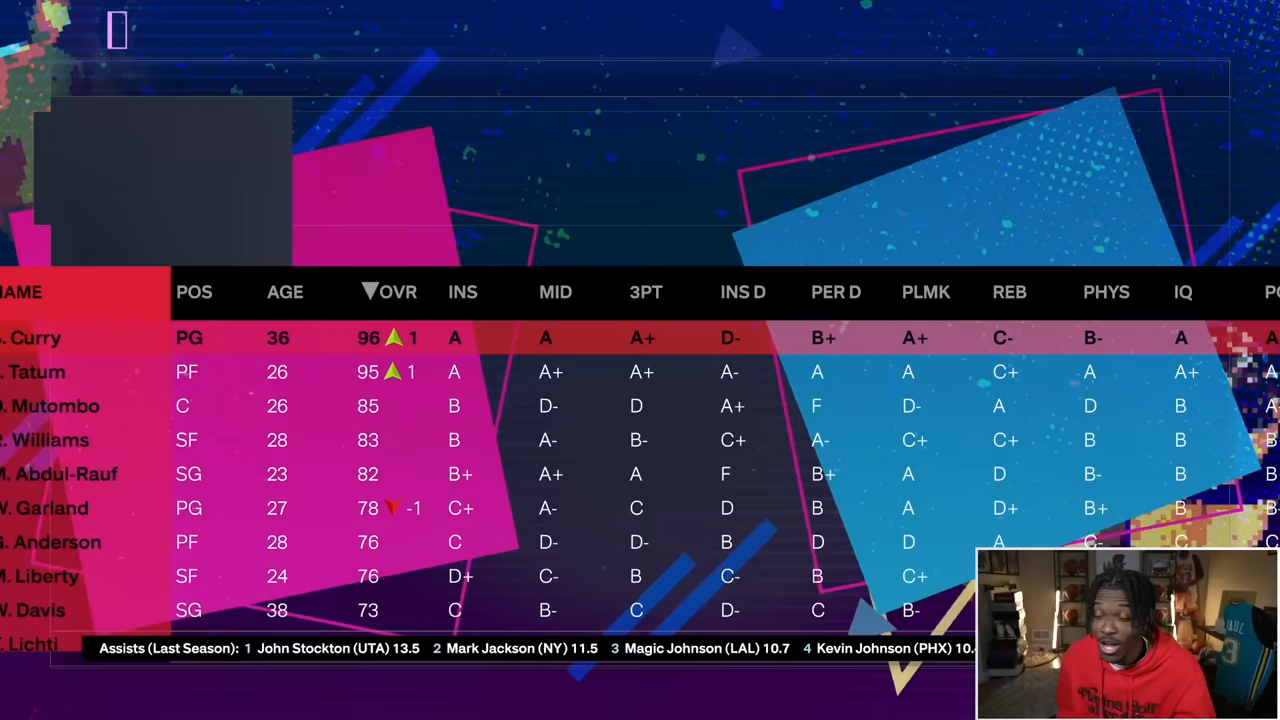 AME POS AGE OVR INS MID 3PT INS D PER D PLMK REB PHYS IQ
. Curry PG 36 96 1 A A A+ D- B+ A+ C- B- A A
. Tatum PF 26 95 1 A A+ A+ A- A A C+ A A+ A
. Mutombo C 26 85 B D- D A+ F D- A D B A-
. Williams SF 28 83 B A- B- C+ A- C+ C+ B B B
M. Abdul-Rauf SG 23 82 B+ A+ A F B+ A D B- B B
W. Garland PG 27 78 -1 C+ A- C D B A D+ B+ B B-
. Anderson PF 28 76 C D- D- B D D A C- C C
M. Liberty SF 24 76 D+ C- B C- B C+
W. Davis SG 38 73 C B- C D- C B-
. Lichti
Assists (Last Season): 1 John Stockton (UTA) 13.5 2 Mark Jackson (NY) 11.5 3 Magic Johnson (LAL) 10.7 4 Kevin Johnson (PHX) 10.
3